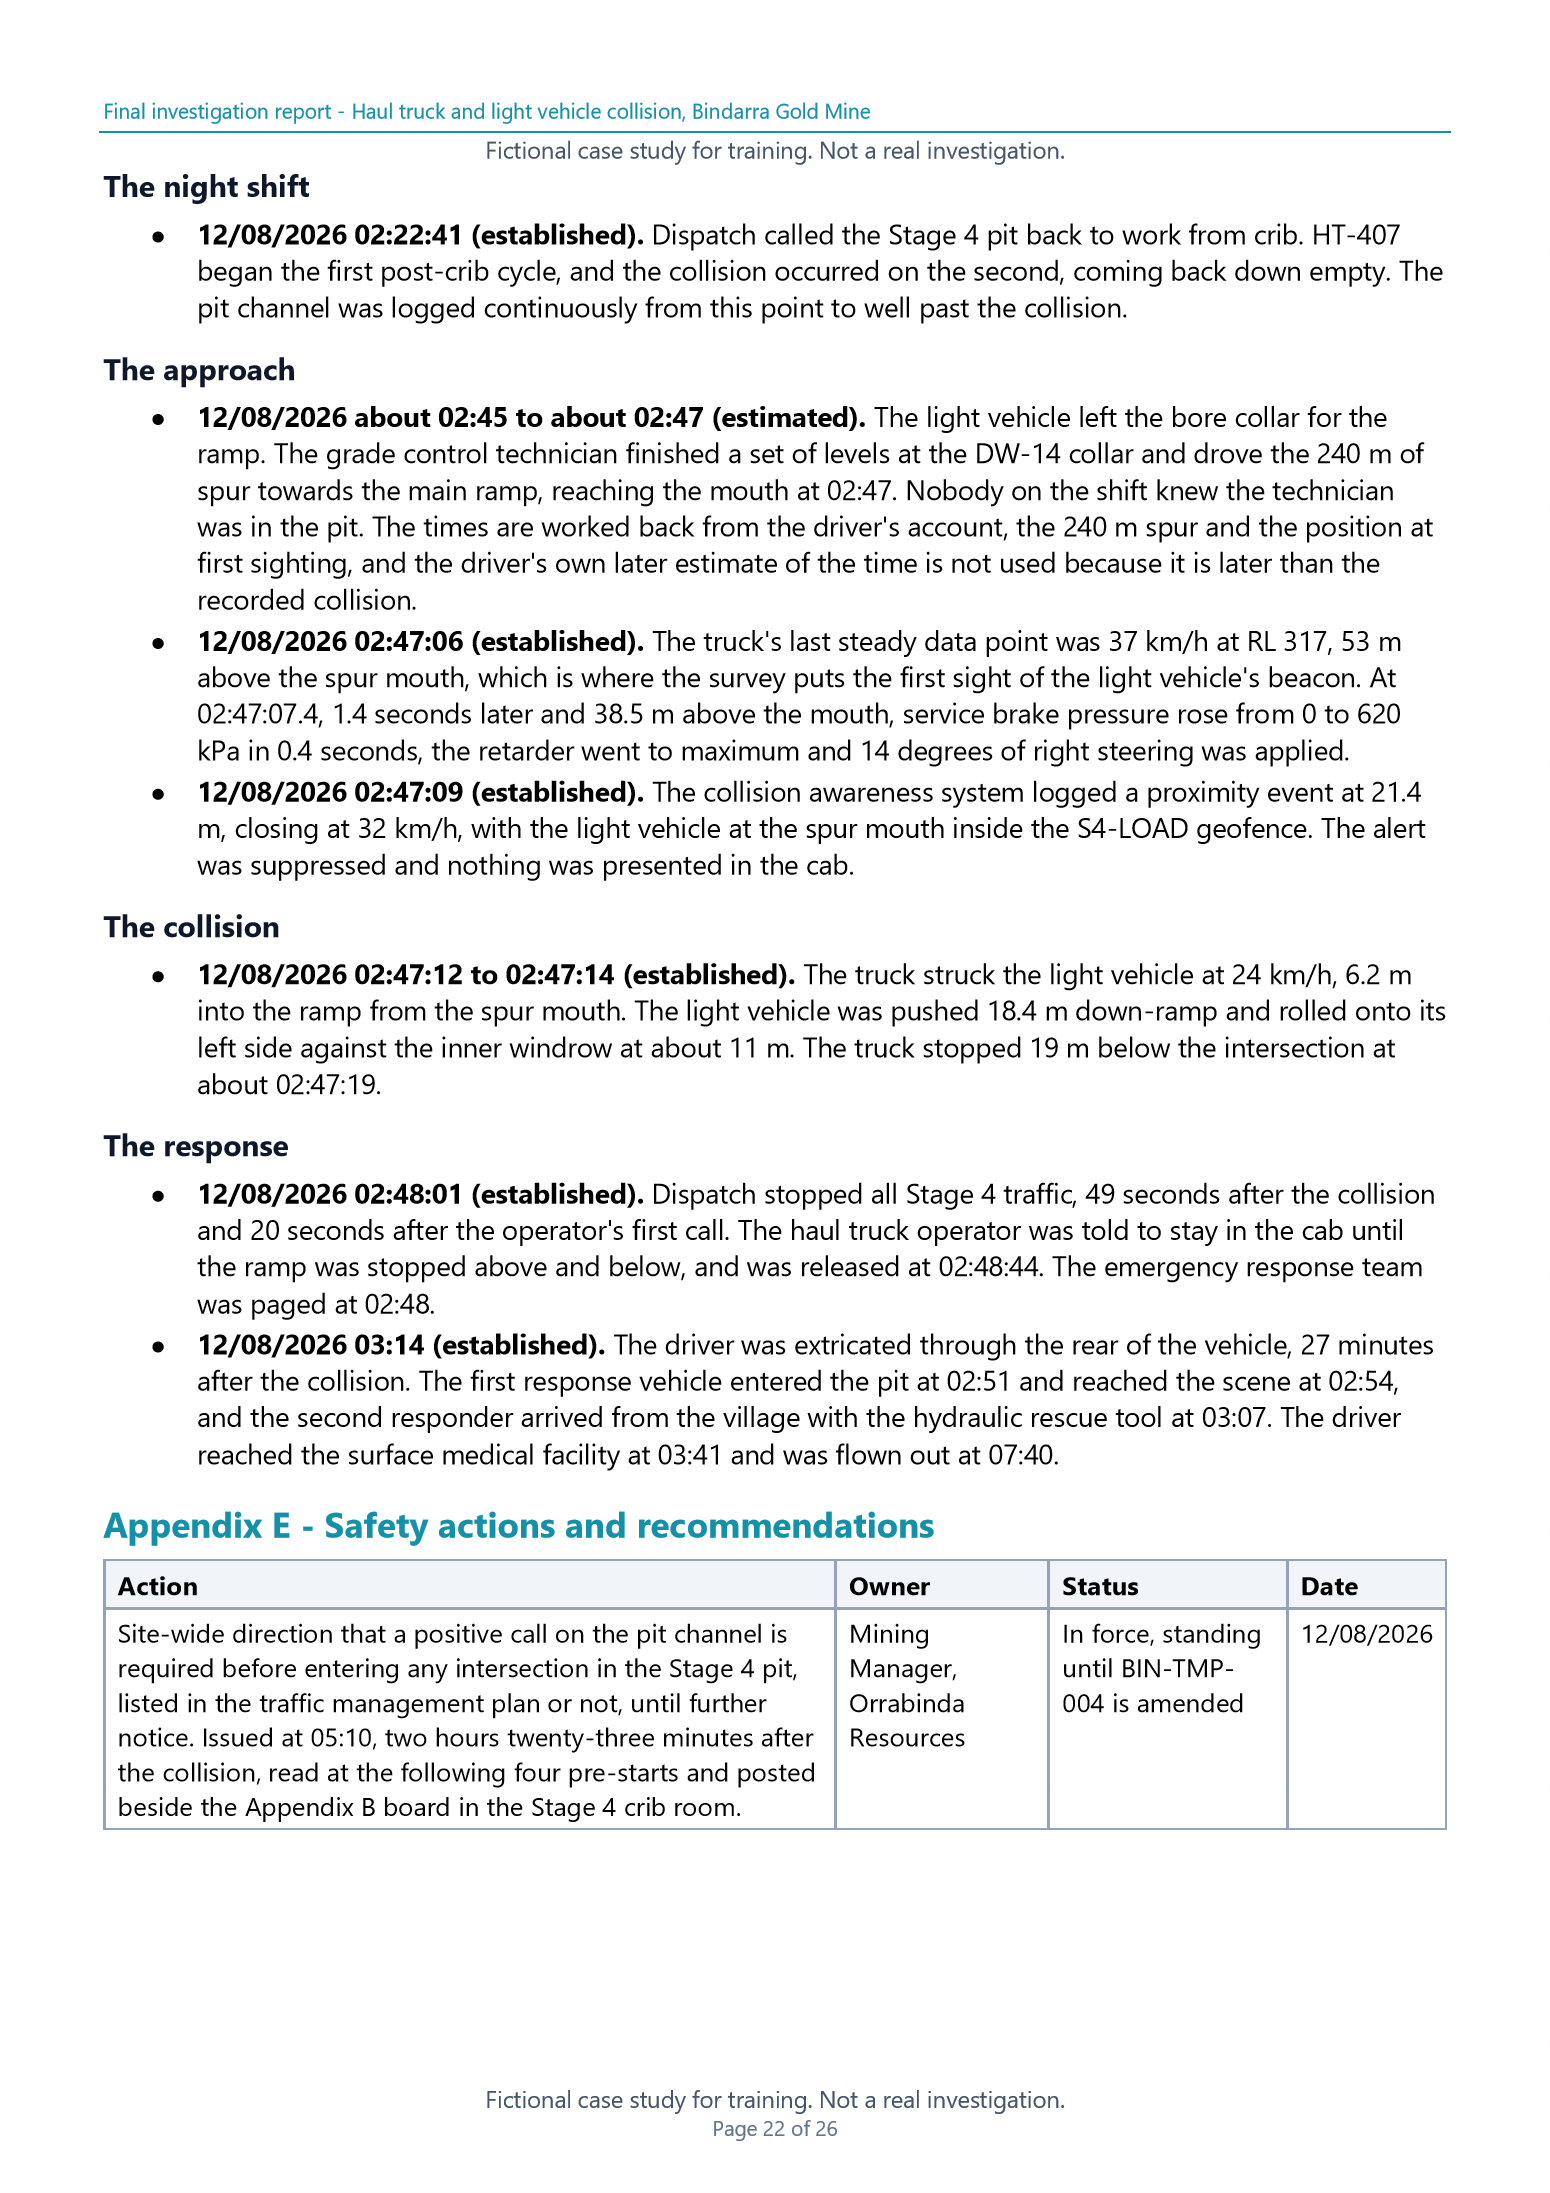 Final investigation report - Haul truck and light vehicle collision, Bindarra Gold Mine
Fictional case study for training. Not a real investigation.
The night shift
● 12/08/2026 02:22:41 (established). Dispatch called the Stage 4 pit back to work from crib. HT-407
began the first post-crib cycle, and the collision occurred on the second, coming back down empty. The
pit channel was logged continuously from this point to well past the collision.
The approach
● 12/08/2026 about 02:45 to about 02:47 (estimated). The light vehicle left the bore collar for the
ramp. The grade control technician finished a set of levels at the DW-14 collar and drove the 240 m of
spur towards the main ramp, reaching the mouth at 02:47. Nobody on the shift knew the technician
was in the pit. The times are worked back from the driver's account, the 240 m spur and the position at
first sighting, and the driver's own later estimate of the time is not used because it is later than the
recorded collision.
● 12/08/2026 02:47:06 (established). The truck's last steady data point was 37 km/h at RL 317, 53 m
above the spur mouth, which is where the survey puts the first sight of the light vehicle's beacon. At
02:47:07.4, 1.4 seconds later and 38.5 m above the mouth, service brake pressure rose from 0 to 620
kPa in 0.4 seconds, the retarder went to maximum and 14 degrees of right steering was applied.
● 12/08/2026 02:47:09 (established). The collision awareness system logged a proximity event at 21.4
m, closing at 32 km/h, with the light vehicle at the spur mouth inside the S4-LOAD geofence. The alert
was suppressed and nothing was presented in the cab.
The collision
● 12/08/2026 02:47:12 to 02:47:14 (established). The truck struck the light vehicle at 24 km/h, 6.2 m
into the ramp from the spur mouth. The light vehicle was pushed 18.4 m down-ramp and rolled onto its
left side against the inner windrow at about 11 m. The truck stopped 19 m below the intersection at
about 02:47:19.
The response
● 12/08/2026 02:48:01 (established). Dispatch stopped all Stage 4 traffic, 49 seconds after the collision
and 20 seconds after the operator's first call. The haul truck operator was told to stay in the cab until
the ramp was stopped above and below, and was released at 02:48:44. The emergency response team
was paged at 02:48.
● 12/08/2026 03:14 (established). The driver was extricated through the rear of the vehicle, 27 minutes
after the collision. The first response vehicle entered the pit at 02:51 and reached the scene at 02:54,
and the second responder arrived from the village with the hydraulic rescue tool at 03:07. The driver
reached the surface medical facility at 03:41 and was flown out at 07:40.
Appendix E - Safety actions and recommendations
Action Owner Status Date
Site-wide direction that a positive call on the pit channel is
required before entering any intersection in the Stage 4 pit,
listed in the traffic management plan or not, until further
notice. Issued at 05:10, two hours twenty-three minutes after
the collision, read at the following four pre-starts and posted
beside the Appendix B board in the Stage 4 crib room.
Mining
Manager,
Orrabinda
Resources
In force, standing
until BIN-TMP-
004 is amended
12/08/2026
Fictional case study for training. Not a real investigation.
Page 22 of 26